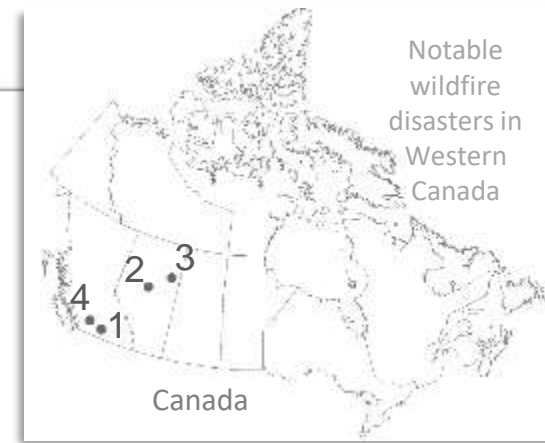 Notable
wildfire
disasters in
Western
Canada
3
2
4
1
Canada